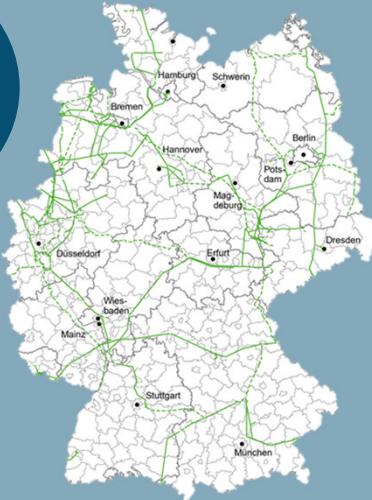 Hamburg
Schwerin
Bremen
Berlin
Hannover
Pots-
dam
Mag-
deburg
Düsseldorf
Erfurt
Dresden
Wies-
baden
Mainz
Stuttgart
München